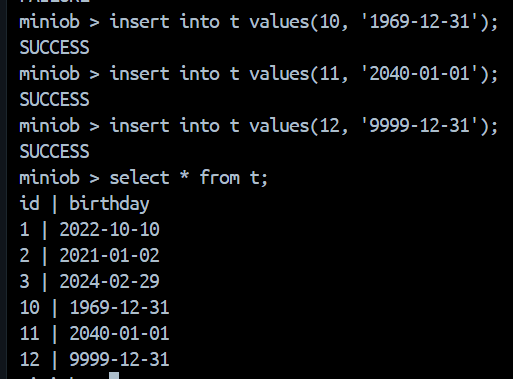 FAILURE
miniob > insert into t values(10, '1969-12-31');
SUCCESS
miniob > insert into t values(11, '2040-01-01');
SUCCESS
miniob > insert into t values(12, '9999-12-31');
SUCCESS
miniob > select * from t;
id | birthday
1 | 2022-10-10
2 | 2021-01-02
3 | 2024-02-29
10 | 1969-12-31
11 | 2040-01-01
12 | 9999-12-31